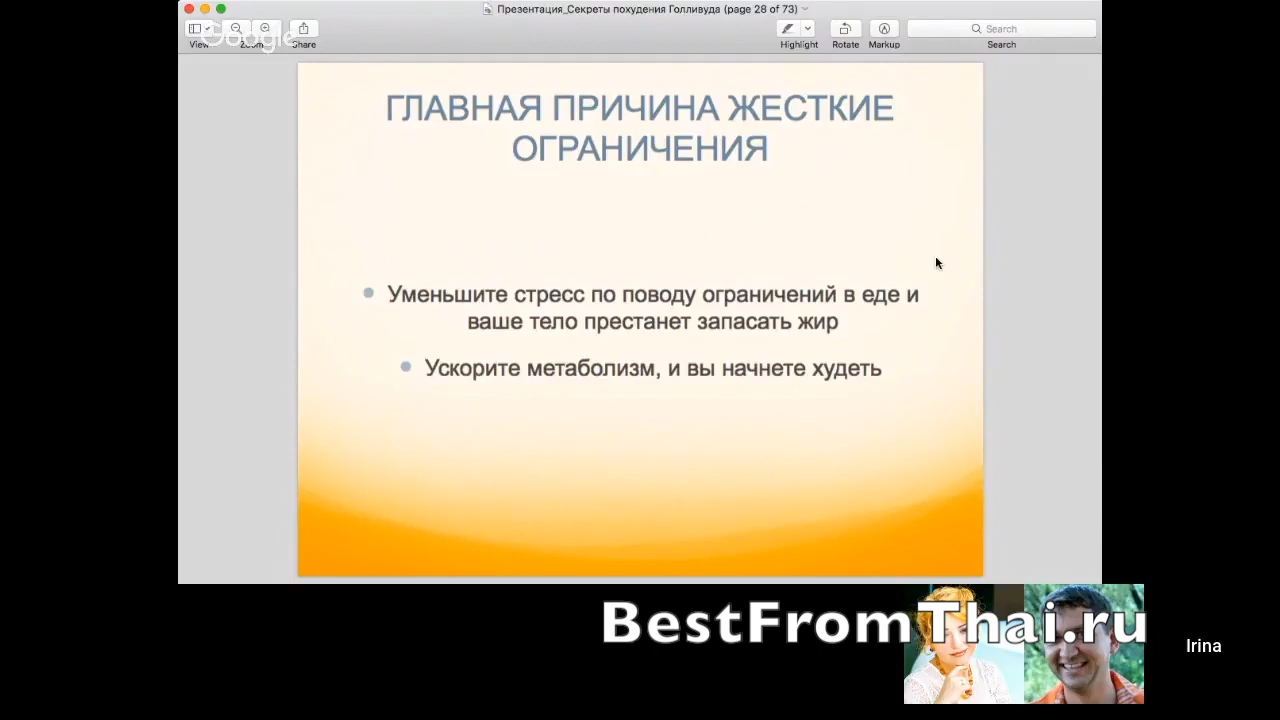 Презентация_Секреты похудения Голливуда (page 28 of 73)
Google
View
Zoom
Share
Highlight
Rotate
Markup
Search
Search
ГЛАВНАЯ ПРИЧИНА ЖЕСТКИЕ
ОГРАНИЧЕНИЯ
Уменьшите стресс по поводу ограничений в еде и
ваше тело престанет запасать жир
Ускорите метаболизм, и вы начнете худеть
BestFromThai.ru
Irina